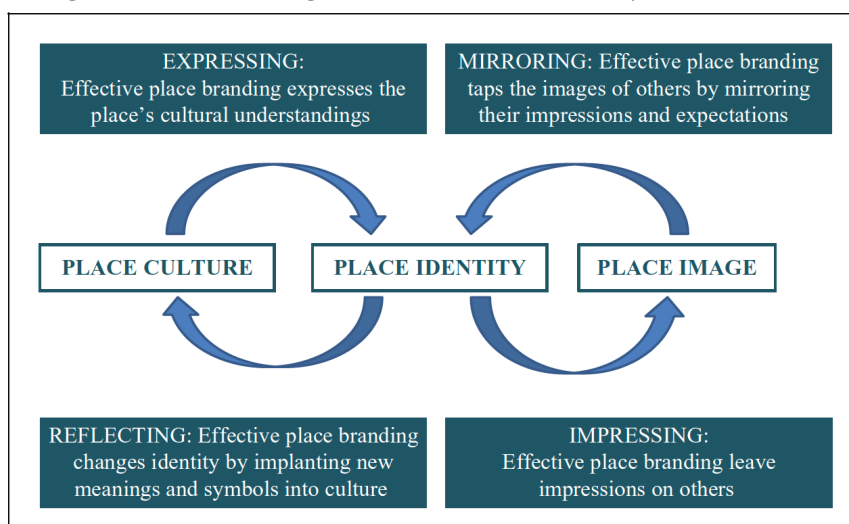 EXPRESSING:
Effective place branding expresses the
place's cultural understandings
MIRRORING: Effective place branding
taps the images of others by mirroring
their impressions and expectations
PLACE CULTURE
PLACE IDENTITY
PLACE IMAGE
REFLECTING: Effective place branding
changes identity by implanting new
meanings and symbols into culture
IMPRESSING:
Effective place branding leave
impressions on others